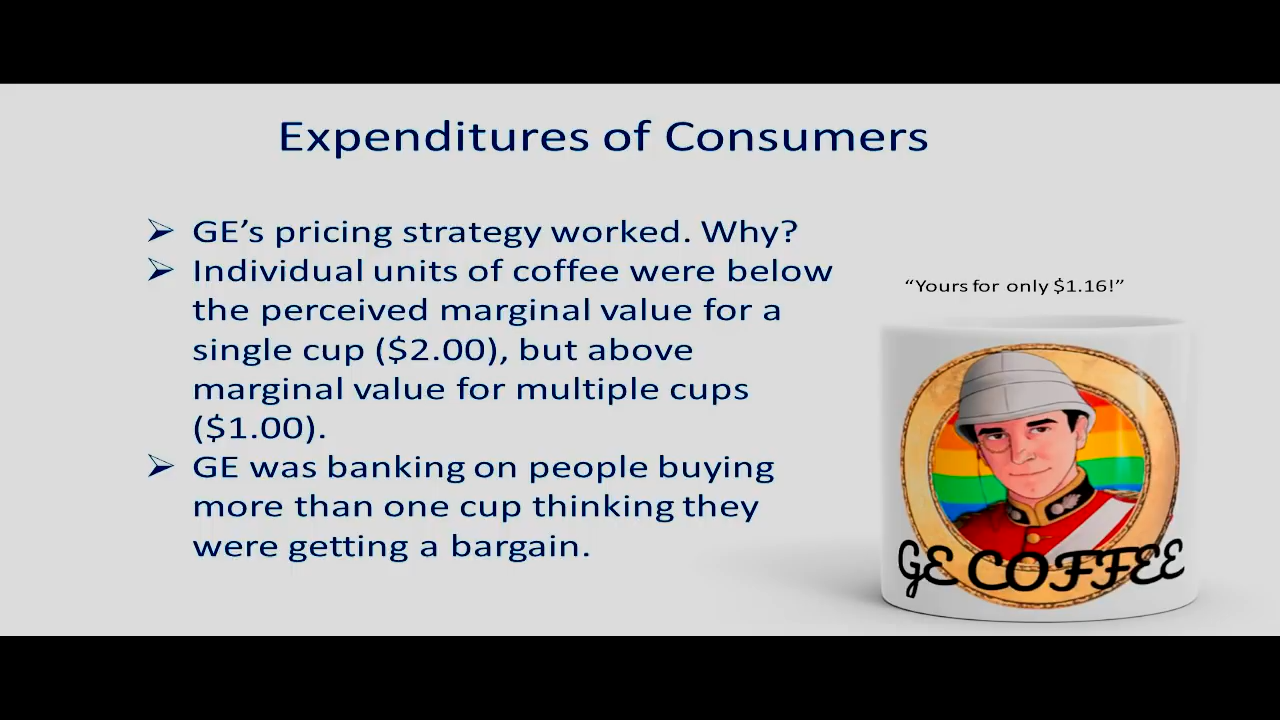 Expenditures of Consumers
➢ GE’s pricing strategy worked. Why?
➢ Individual units of coffee were below
the perceived marginal value for a
single cup ($2.00), but above
marginal value for multiple cups
($1.00).
➢ GE was banking on people buying
more than one cup thinking they
were getting a bargain.
“Yours for only $1.16!”
GE COFFEE